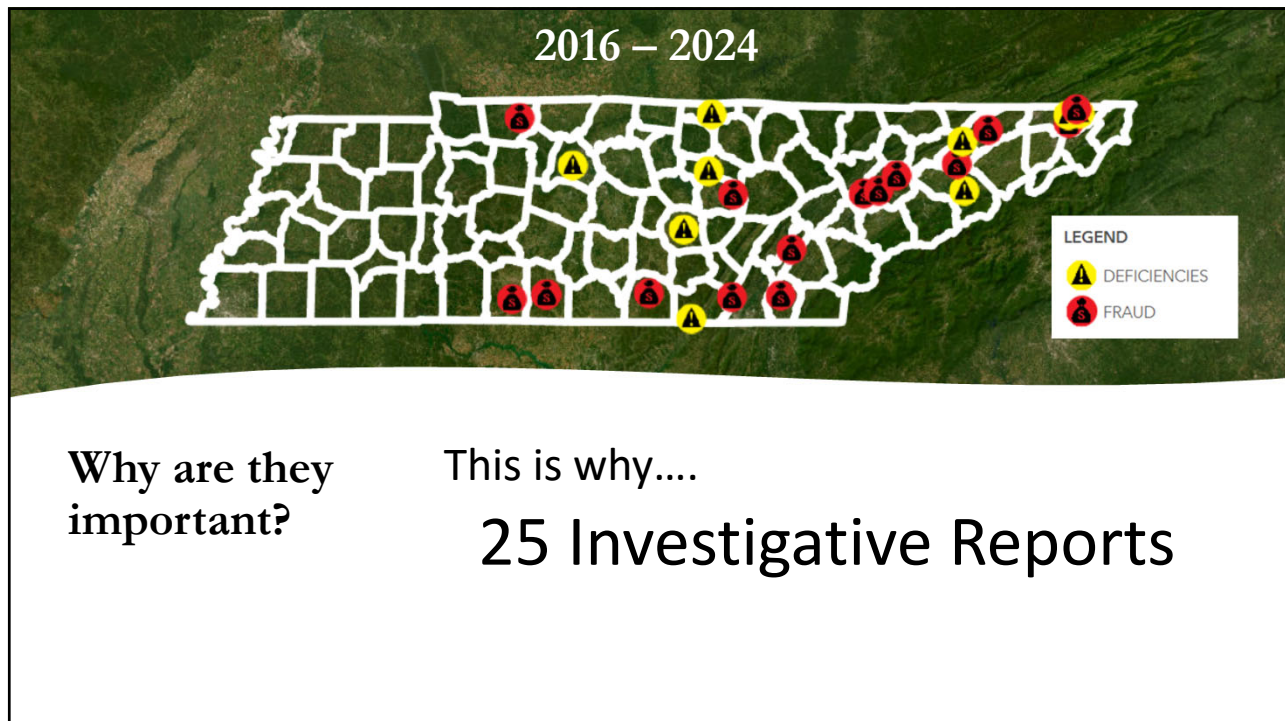 2016 – 2024
LEGEND
DEFICIENCIES
FRAUD
Why are they
important?
This is why....
25 Investigative Reports